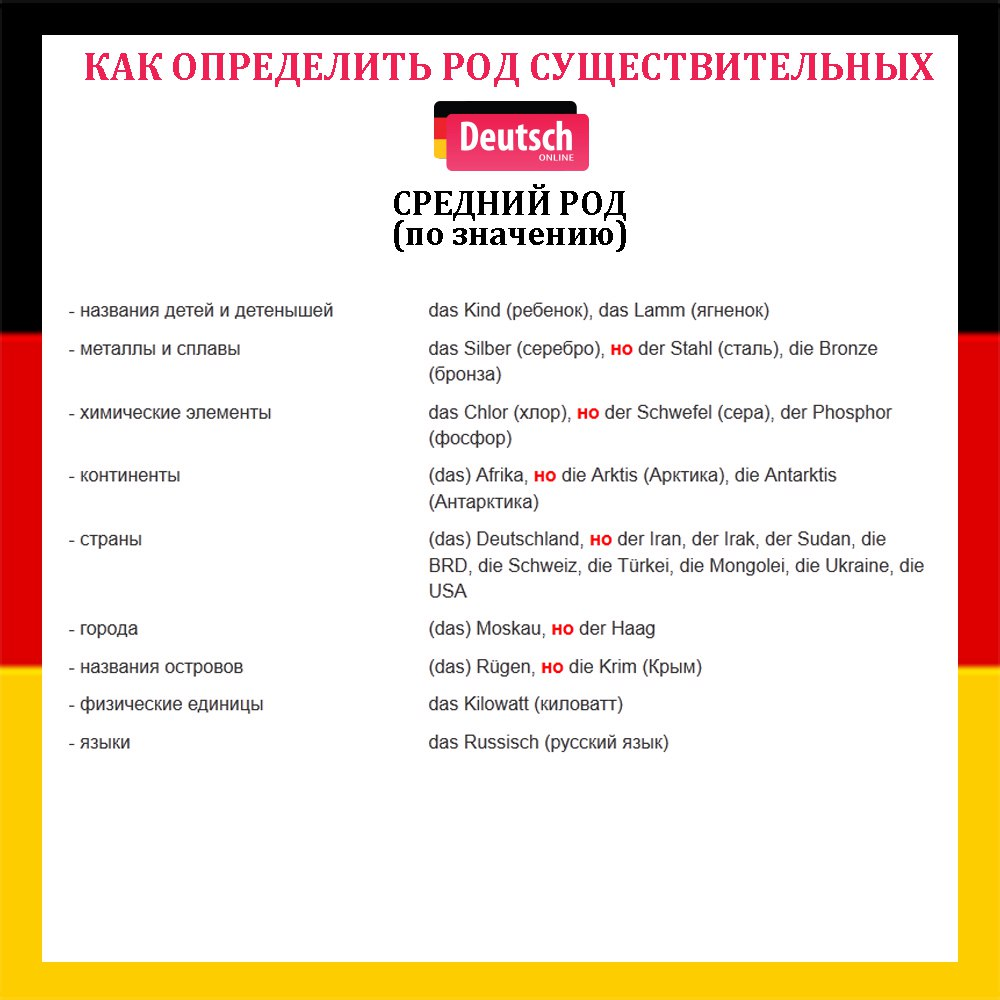 КАК ОПРЕДЕЛИТЬ РОД СУЩЕСТВИТЕЛЬНЫХ
Deutsch
ONLINE
СРЕДНИЙ РОД
(по значению)
- названия детей и детенышей das Kind (ребенок), das Lamm (ягненок)
- металлы и сплавы das Silber (серебро), но der Stahl (сталь), die Bronze
(бронза)
- химические элементы das Chlor (хлор), но der Schwefel (сера), der Phosphor
(фосфор)
- континенты (das) Afrika, но die Arktis (Арктика), die Antarktis
(Антарктика)
- страны (das) Deutschland, но der Iran, der Irak, der Sudan, die
BRD, die Schweiz, die Türkei, die Mongolei, die Ukraine, die
USA
- города (das) Moskau, но der Haag
- названия островов (das) Rügen, но die Krim (Крым)
- физические единицы das Kilowatt (киловатт)
- языки das Russisch (русский язык)